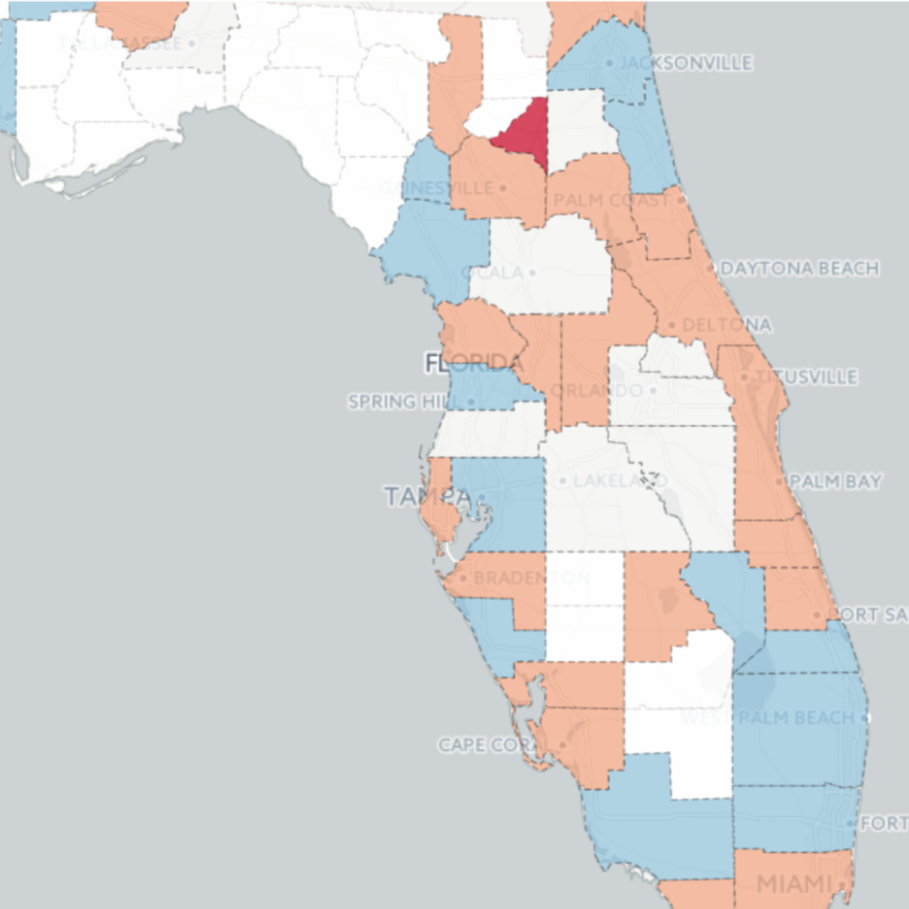 TALLAHASSEE
JACKSONVILLE
GAINESVILLE
PALM COAST
OCALA
DAYTONA BEACH
DELTONA
FLORIDA
ORLANDO
TITUSVILLE
SPRING HILL
TAMPA
LAKELAND
PALM BAY
BRADENTON
PORT SA
WEST PALM BEACH
CAPE CORAL
FORT
MIAMI